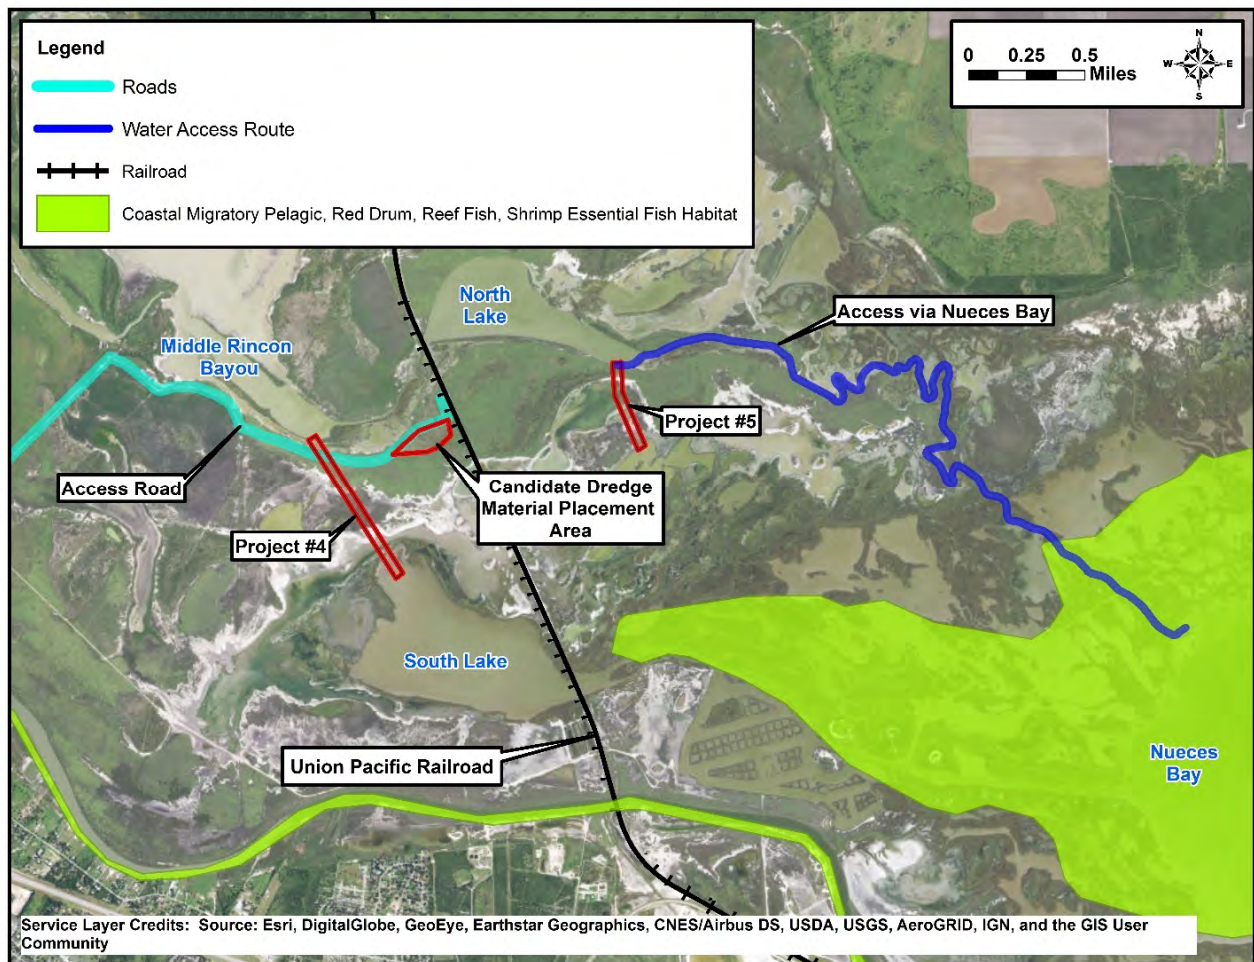 Legend
Roads
Water Access Route
Railroad
Coastal Migratory Pelagic, Red Drum, Reef Fish, Shrimp Essential Fish Habitat
0 0.25 0.5
Miles
N
W E
S
North
Lake
Access via Nueces Bay
Middle Rincon
Bayou
Project #5
Access Road
Candidate Dredge
Material Placement
Area
Project #4
South Lake
Union Pacific Railroad
Nueces
Bay
Service Layer Credits: Source: Esri, DigitalGlobe, GeoEye, Earthstar Geographics, CNES/Airbus DS, USDA, USGS, AeroGRID, IGN, and the GIS User
Community